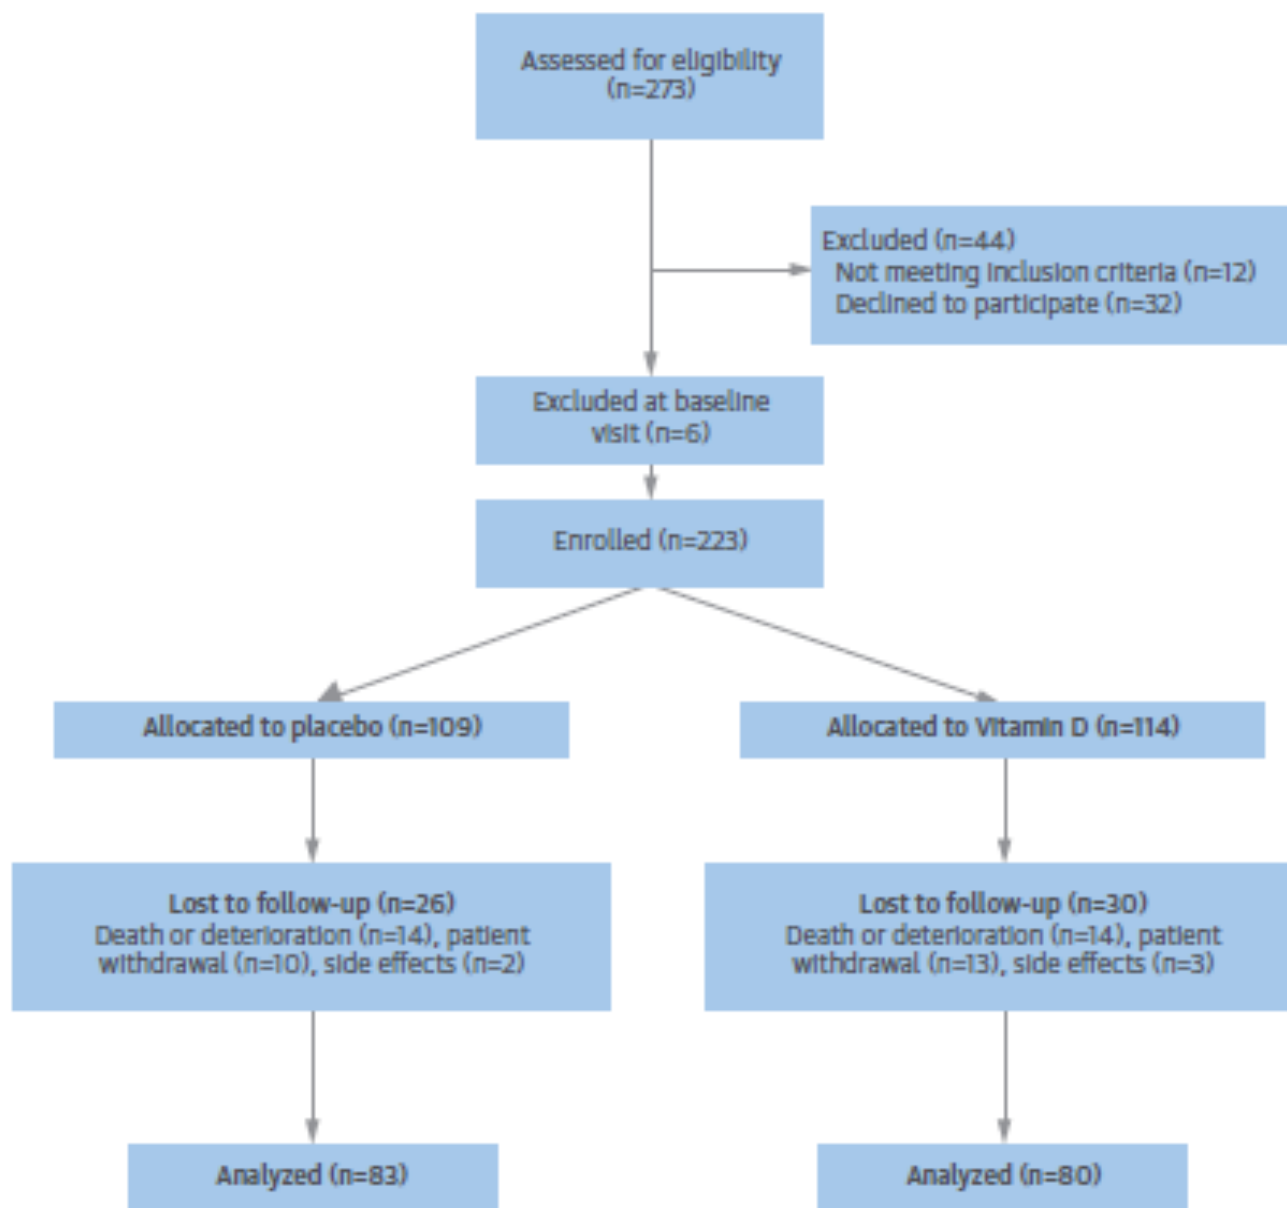 Assessed for eligibility
(n=273)
Excluded (n=44)
Not meeting inclusion criteria (n=12)
Declined to participate (n=32)
Excluded at baseline
visit (n=6)
Enrolled (n=223)
Allocated to placebo (n=109)
Allocated to Vitamin D (n=114)
Lost to follow-up (n=26)
Death or deterioration (n=14), patient
withdrawal (n=10), side effects (n=2)
Lost to follow-up (n=30)
Death or deterioration (n=14), patient
withdrawal (n=13), side effects (n=3)
Analyzed (n=83)
Analyzed (n=80)